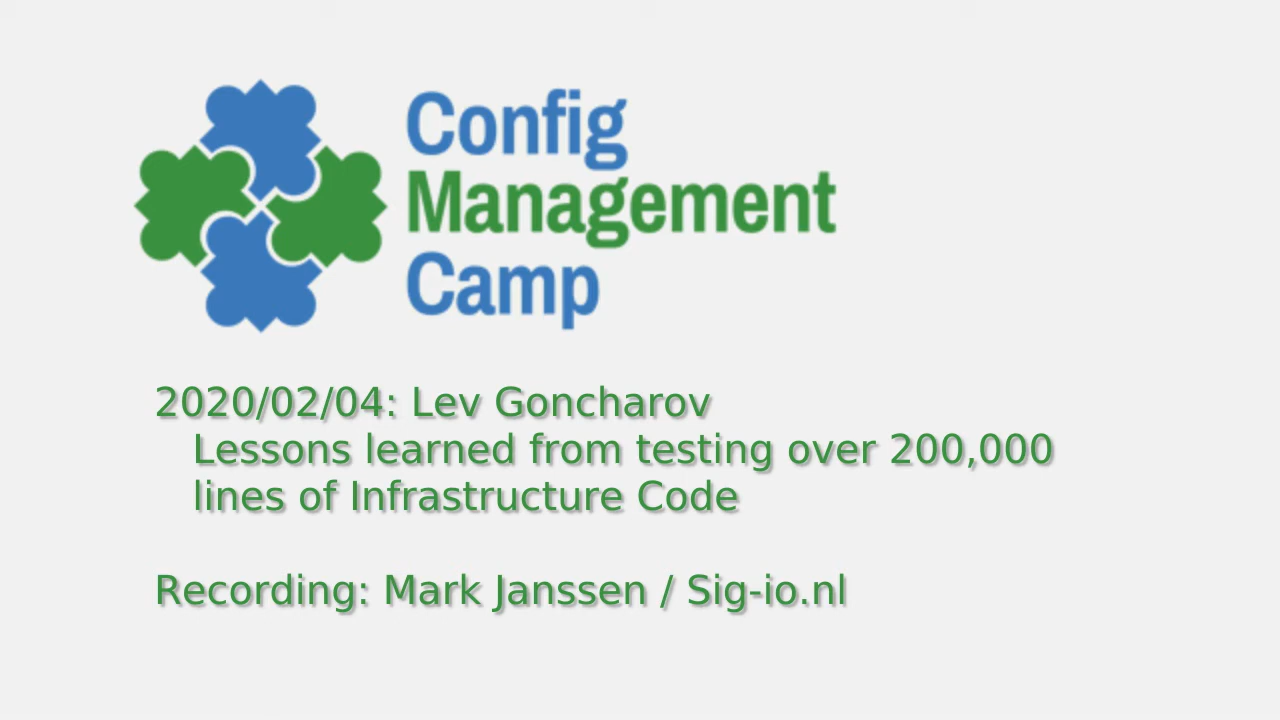 Config
Management
Camp
2020/02/04: Lev Goncharov
Lessons learned from testing over 200,000
lines of Infrastructure Code
Recording: Mark Janssen / Sig-io.nl